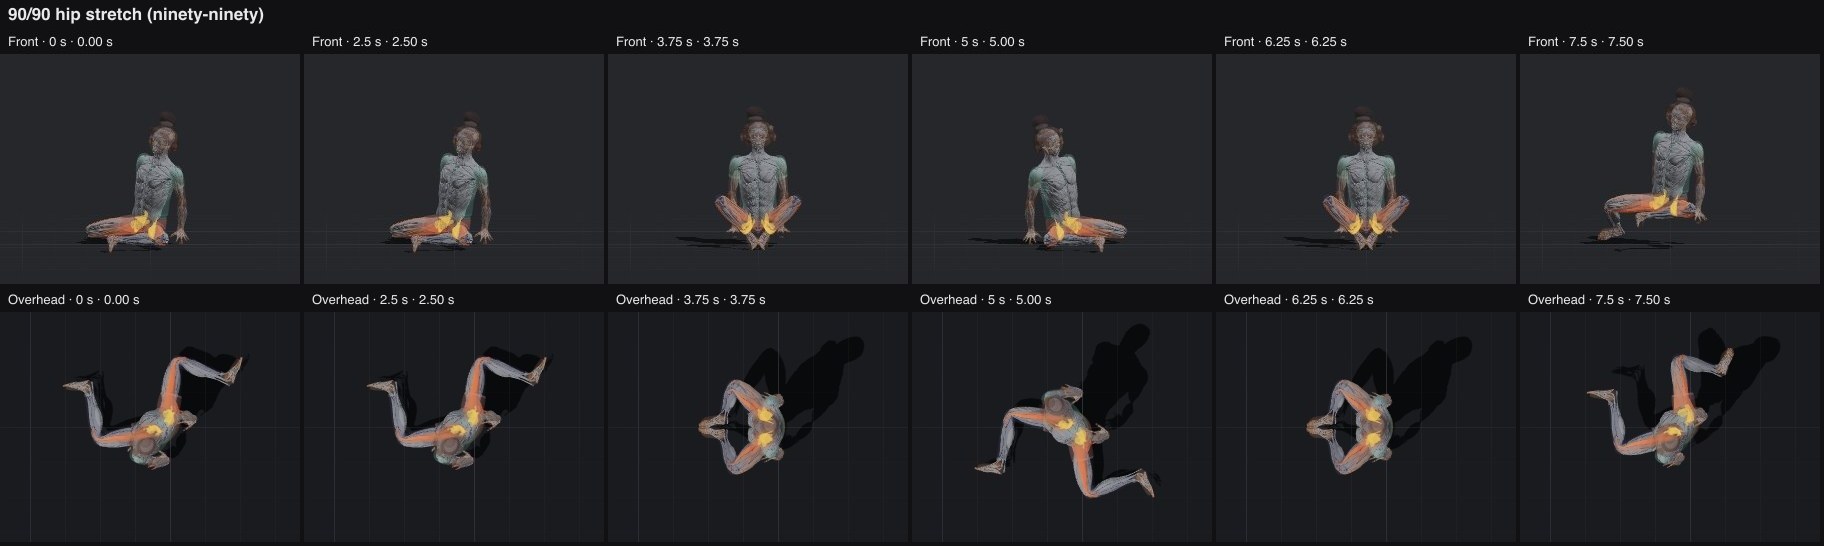 90/90 hip stretch (ninety-ninety)
Front · 0 s · 0.00 s
Front · 2.5 s · 2.50 s
Front · 3.75 s · 3.75 s
Front · 5 s · 5.00 s
Front · 6.25 s · 6.25 s
Front · 7.5 s · 7.50 s
Overhead · 0 s · 0.00 s
Overhead · 2.5 s · 2.50 s
Overhead · 3.75 s · 3.75 s
Overhead · 5 s · 5.00 s
Overhead · 6.25 s · 6.25 s
Overhead · 7.5 s · 7.50 s